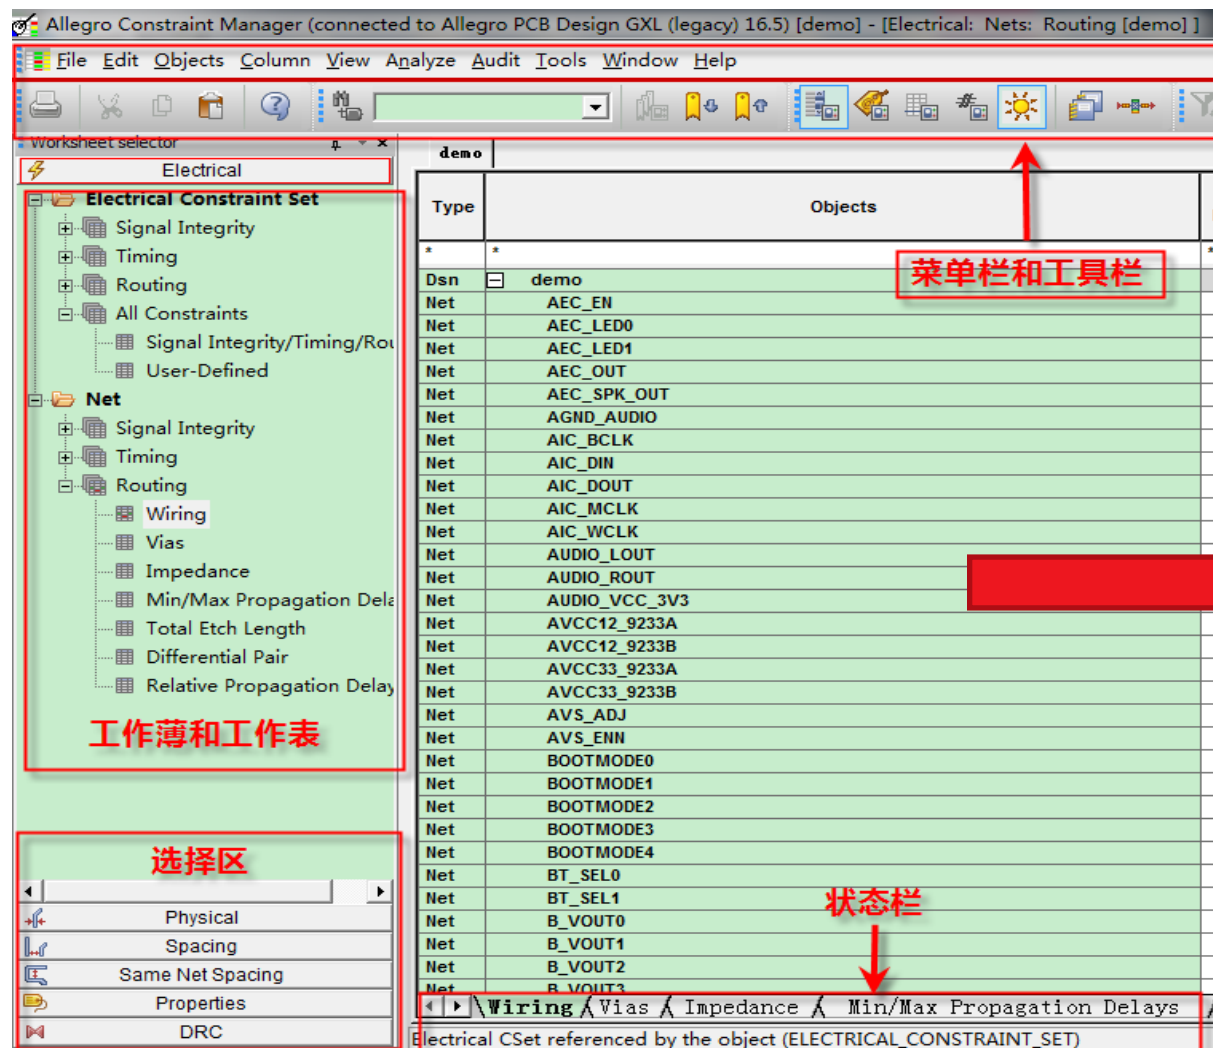 Allegro Constraint Manager (connected to Allegro PCB Design GXL (legacy) 16.5) [demo] - [Electrical: Nets: Routing [demo] ]
File Edit Objects Column View Analyze Audit Tools Window Help
Worksheet selector
Electrical
Electrical Constraint Set
Signal Integrity
Timing
Routing
All Constraints
Signal Integrity/Timing/Rou
User-Defined
Net
Signal Integrity
Timing
Routing
Wiring
Vias
Impedance
Min/Max Propagation Dela
Total Etch Length
Differential Pair
Relative Propagation Delay
工作薄和工作表
选择区
Physical
Spacing
Same Net Spacing
Properties
DRC
demo
Type Objects
* * *
菜单栏和工具栏
Dsn demo
Net AEC_EN
Net AEC_LED0
Net AEC_LED1
Net AEC_OUT
Net AEC_SPK_OUT
Net AGND_AUDIO
Net AIC_BCLK
Net AIC_DIN
Net AIC_DOUT
Net AIC_MCLK
Net AIC_WCLK
Net AUDIO_LOUT
Net AUDIO_ROUT
Net AUDIO_VCC_3V3
Net AVCC12_9233A
Net AVCC12_9233B
Net AVCC33_9233A
Net AVCC33_9233B
Net AVS_ADJ
Net AVS_ENN
Net BOOTMODE0
Net BOOTMODE1
Net BOOTMODE2
Net BOOTMODE3
Net BOOTMODE4
Net BT_SEL0
Net BT_SEL1
状态栏
Net B_VOUT0
Net B_VOUT1
Net B_VOUT2
Net B_VOUT3
Wiring Vias Impedance Min/Max Propagation Delays
Electrical CSet referenced by the object (ELECTRICAL_CONSTRAINT_SET)